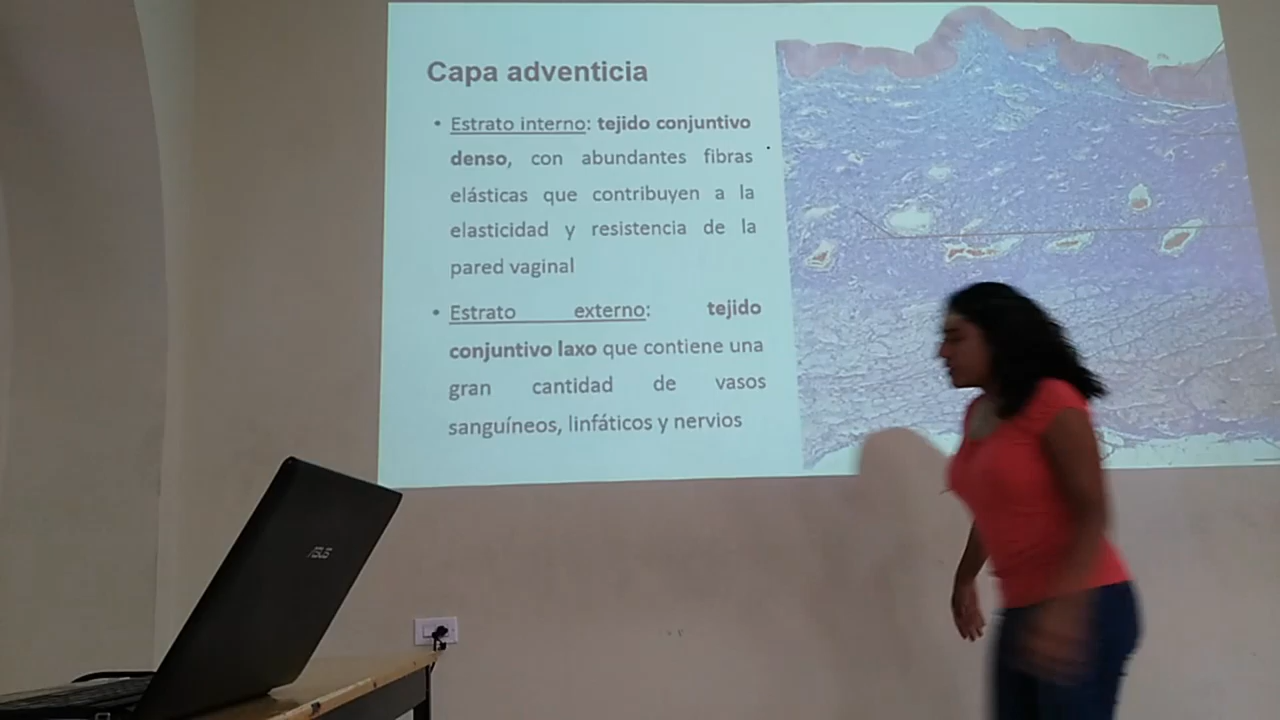 Capa adventicia
• Estrato interno: tejido conjuntivo
denso, con abundantes fibras
elásticas que contribuyen a la
elasticidad y resistencia de la
pared vaginal
• Estrato externo: tejido
conjuntivo laxo que contiene una
gran cantidad de vasos
sanguíneos, linfáticos y nervios
ASUS